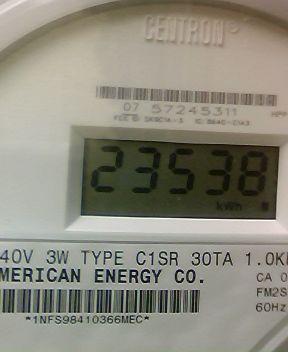 CENTRON®
07 57245311
23538
kWh
40V 3W TYPE C1SR 30TA 1.0K
MERICAN ENERGY CO.
CA 0
FM2S
60Hz
*1NFS98410366MEC*